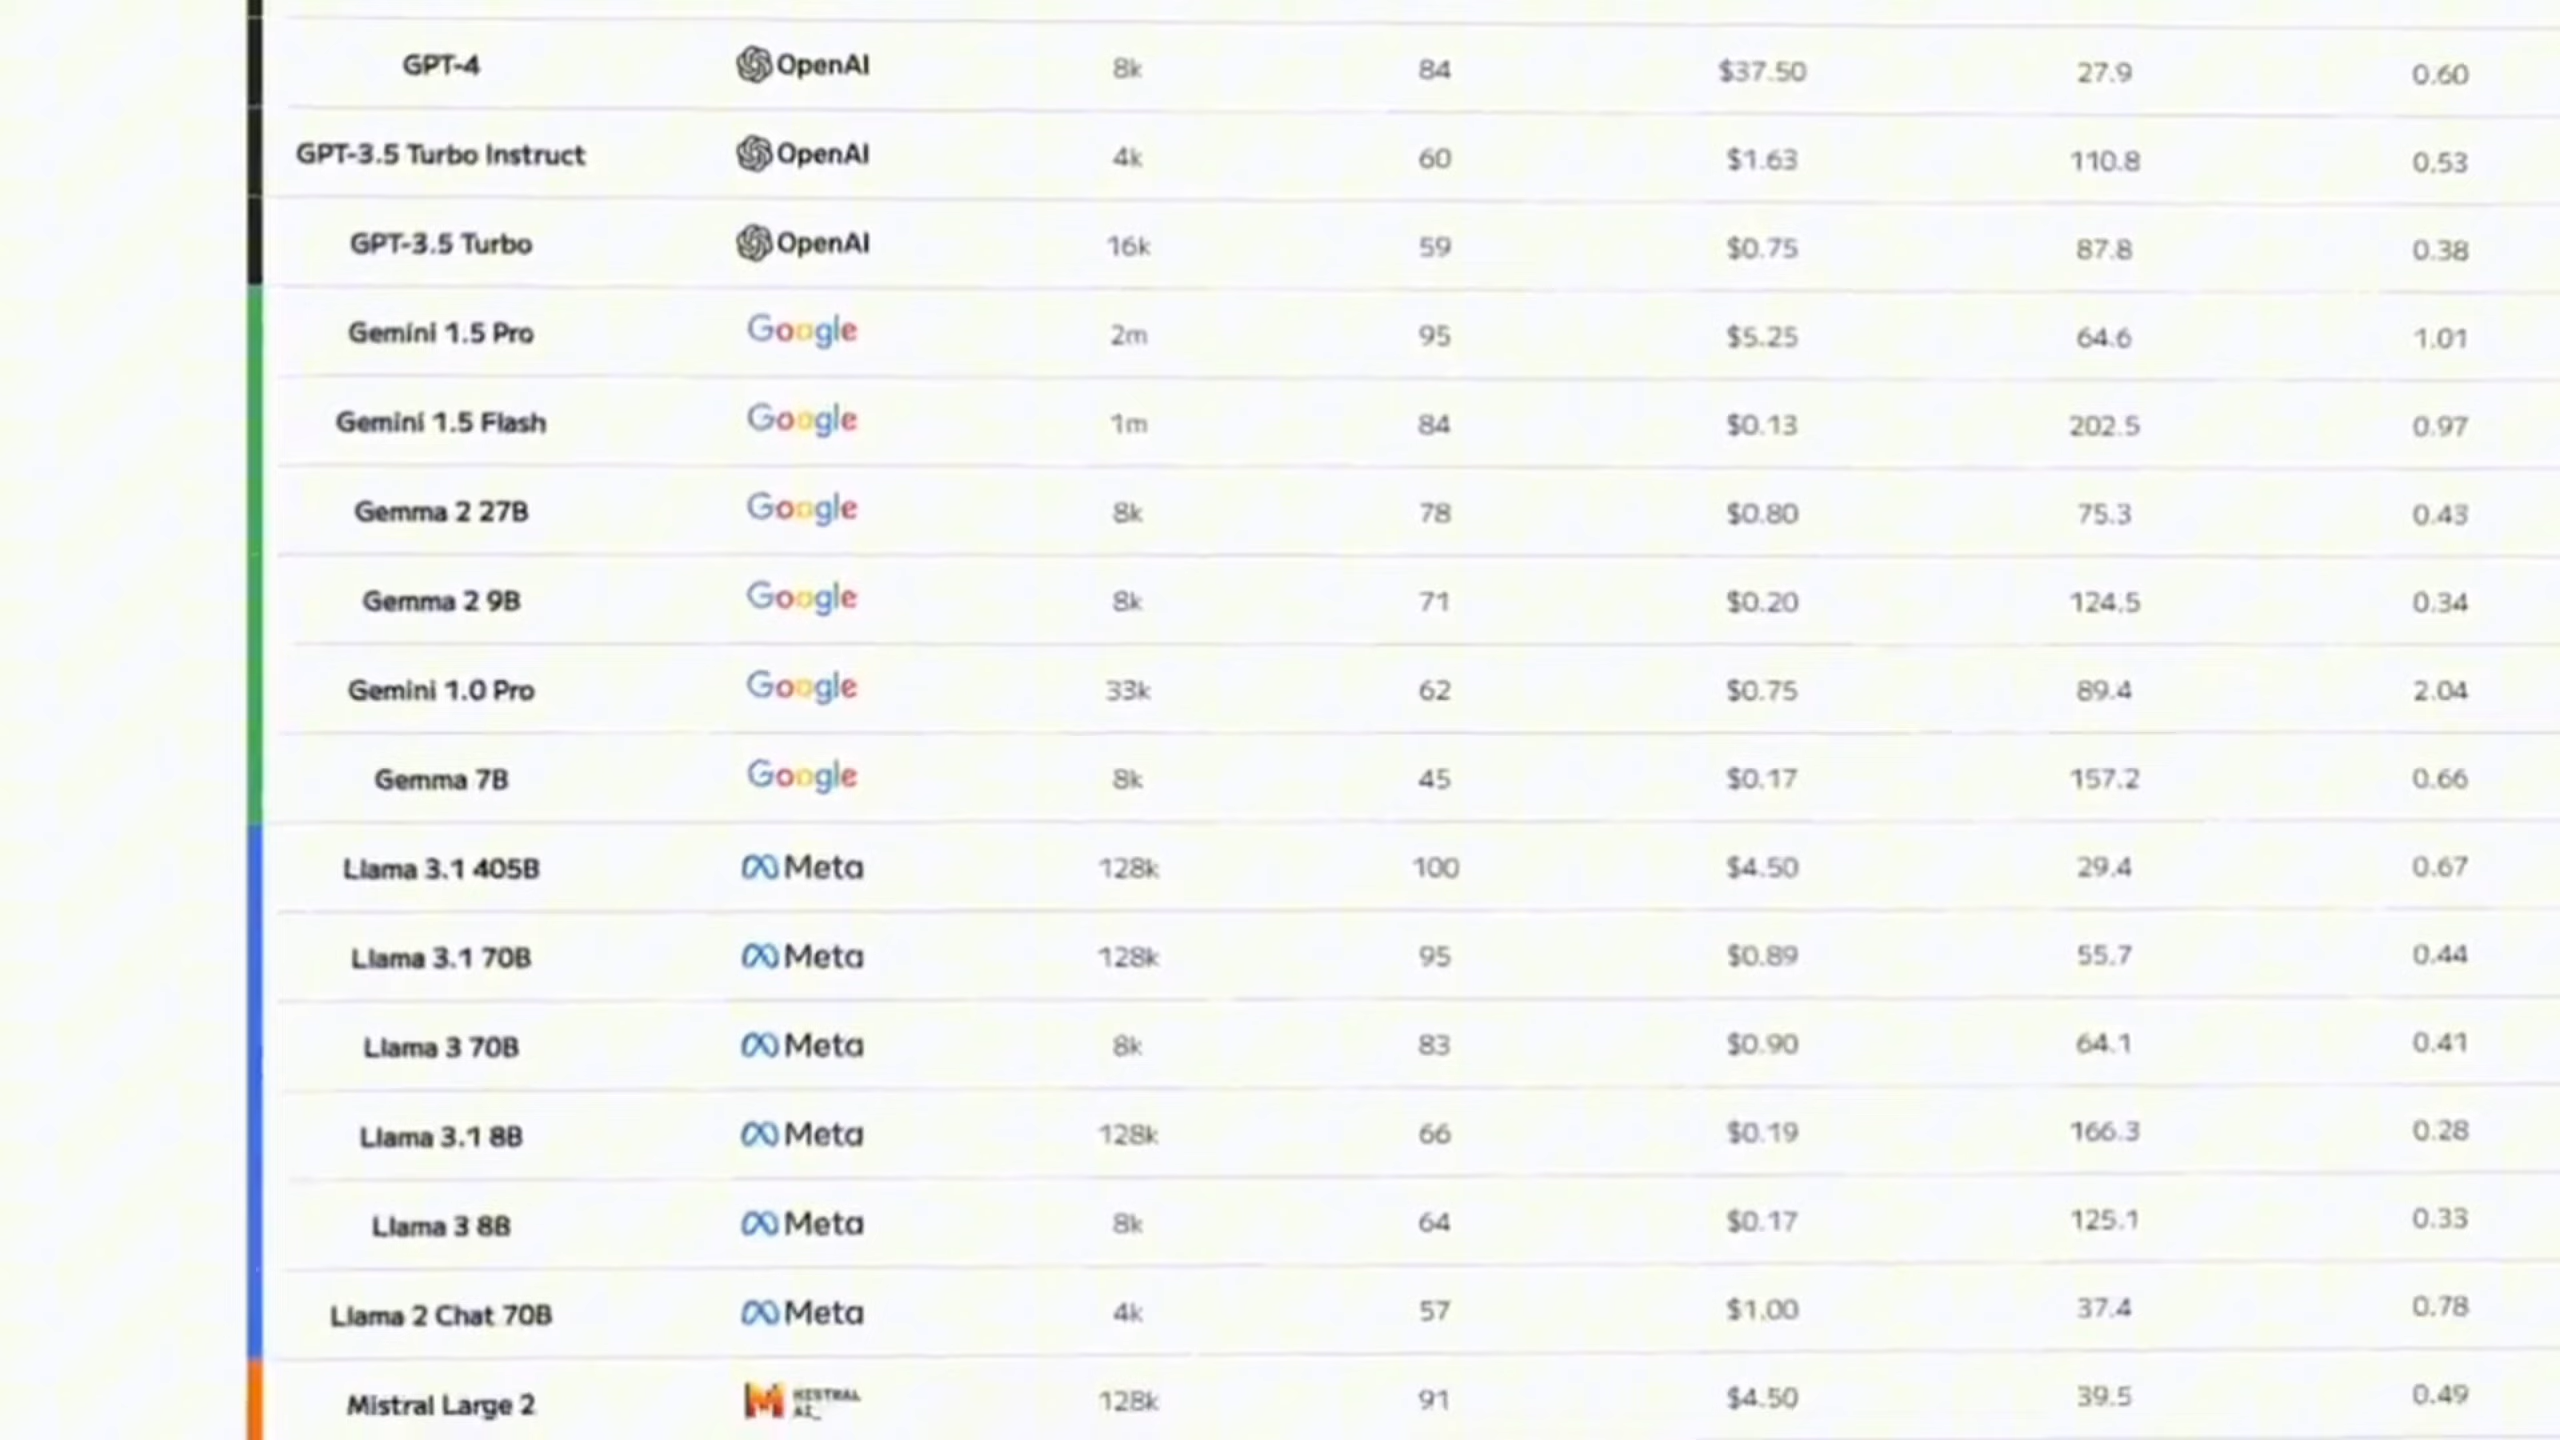 GPT-4 OpenAI 8k 84 $37.50 27.9 0.60
GPT-3.5 Turbo Instruct OpenAI 4k 60 $1.63 110.8 0.53
GPT-3.5 Turbo OpenAI 16k 59 $0.75 87.8 0.38
Gemini 1.5 Pro Google 2m 95 $5.25 64.6 1.01
Gemini 1.5 Flash Google 1m 84 $0.13 202.5 0.97
Gemma 2 27B Google 8k 78 $0.80 75.3 0.43
Gemma 2 9B Google 8k 71 $0.20 124.5 0.34
Gemini 1.0 Pro Google 33k 62 $0.75 89.4 2.04
Gemma 7B Google 8k 45 $0.17 157.2 0.66
Llama 3.1 405B Meta 128k 100 $4.50 29.4 0.67
Llama 3.1 70B Meta 128k 95 $0.89 55.7 0.44
Llama 3 70B Meta 8k 83 $0.90 64.1 0.41
Llama 3.1 8B Meta 128k 66 $0.19 166.3 0.28
Llama 3 8B Meta 8k 64 $0.17 125.1 0.33
Llama 2 Chat 70B Meta 4k 57 $1.00 37.4 0.78
Mistral Large 2 MISTRAL AI_ 128k 91 $4.50 39.5 0.49